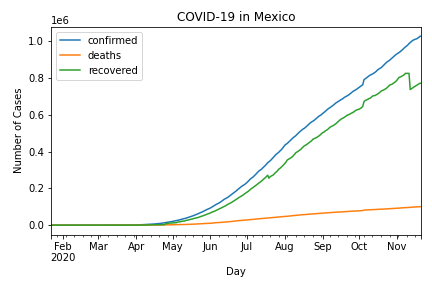 COVID-19 in Mexico
1e6
confirmed
deaths
recovered
1.0
0.8
0.6
0.4
0.2
0.0
Number of Cases
Feb Mar Apr May Jun Jul Aug Sep Oct Nov
2020
Day